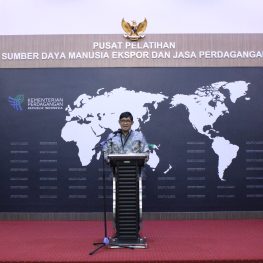 PUSAT PELATIHAN
SUMBER DAYA MANUSIA EKSPOR DAN JASA PERDAGANGAN
KEMENTERIAN
PERDAGANGAN
REPUBLIK INDONESIA